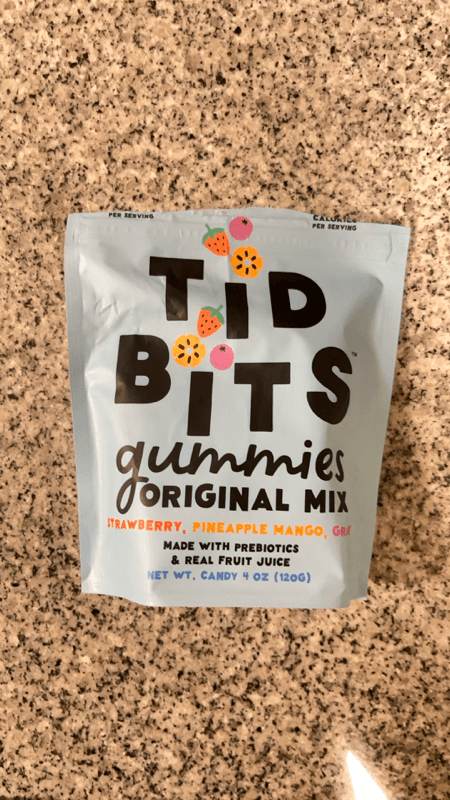 PER SERVING
CALORIES
PER SERVING
TID
BITS™
gummies
ORIGINAL MIX
STRAWBERRY, PINEAPPLE MANGO,
MADE WITH PREBIOTICS
& REAL FRUIT JUICE
NET WT. CANDY 4 OZ (120G)